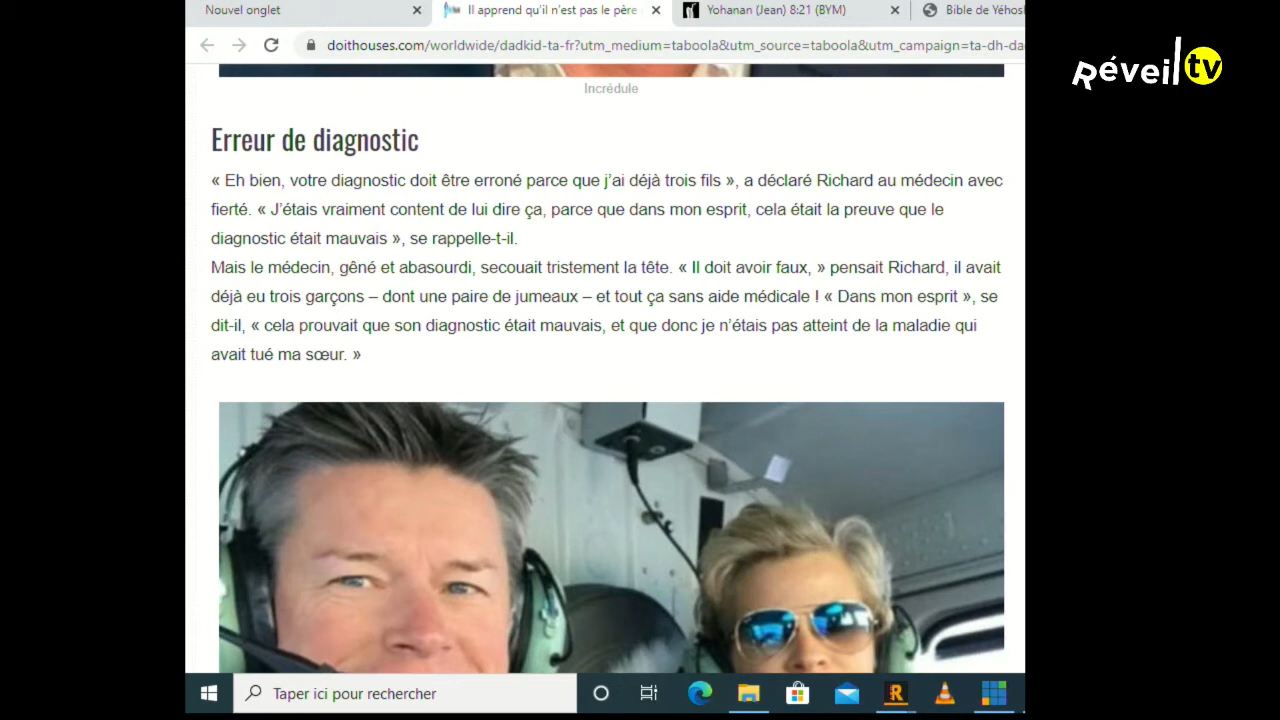 Nouvel onglet
Il apprend qu'il n'est pas le père
Yohanan (Jean) 8:21 (BYM)
Bible de
doithouses.com/worldwide/dadkid-ta-fr?utm_medium=taboola&utm_source=taboola&utm_campaign=ta-dh-da
Réveil tv
Incrédule
Erreur de diagnostic
« Eh bien, votre diagnostic doit être erroné parce que j'ai déjà trois fils », a déclaré Richard au médecin avec
fierté. « J'étais vraiment content de lui dire ça, parce que dans mon esprit, cela était la preuve que le
diagnostic était mauvais », se rappelle-t-il.
Mais le médecin, gêné et abasourdi, secouait tristement la tête. « Il doit avoir faux, » pensait Richard, il avait
déjà eu trois garçons – dont une paire de jumeaux – et tout ça sans aide médicale ! « Dans mon esprit », se
dit-il, « cela prouvait que son diagnostic était mauvais, et que donc je n'étais pas atteint de la maladie qui
avait tué ma sœur. »
Taper ici pour rechercher